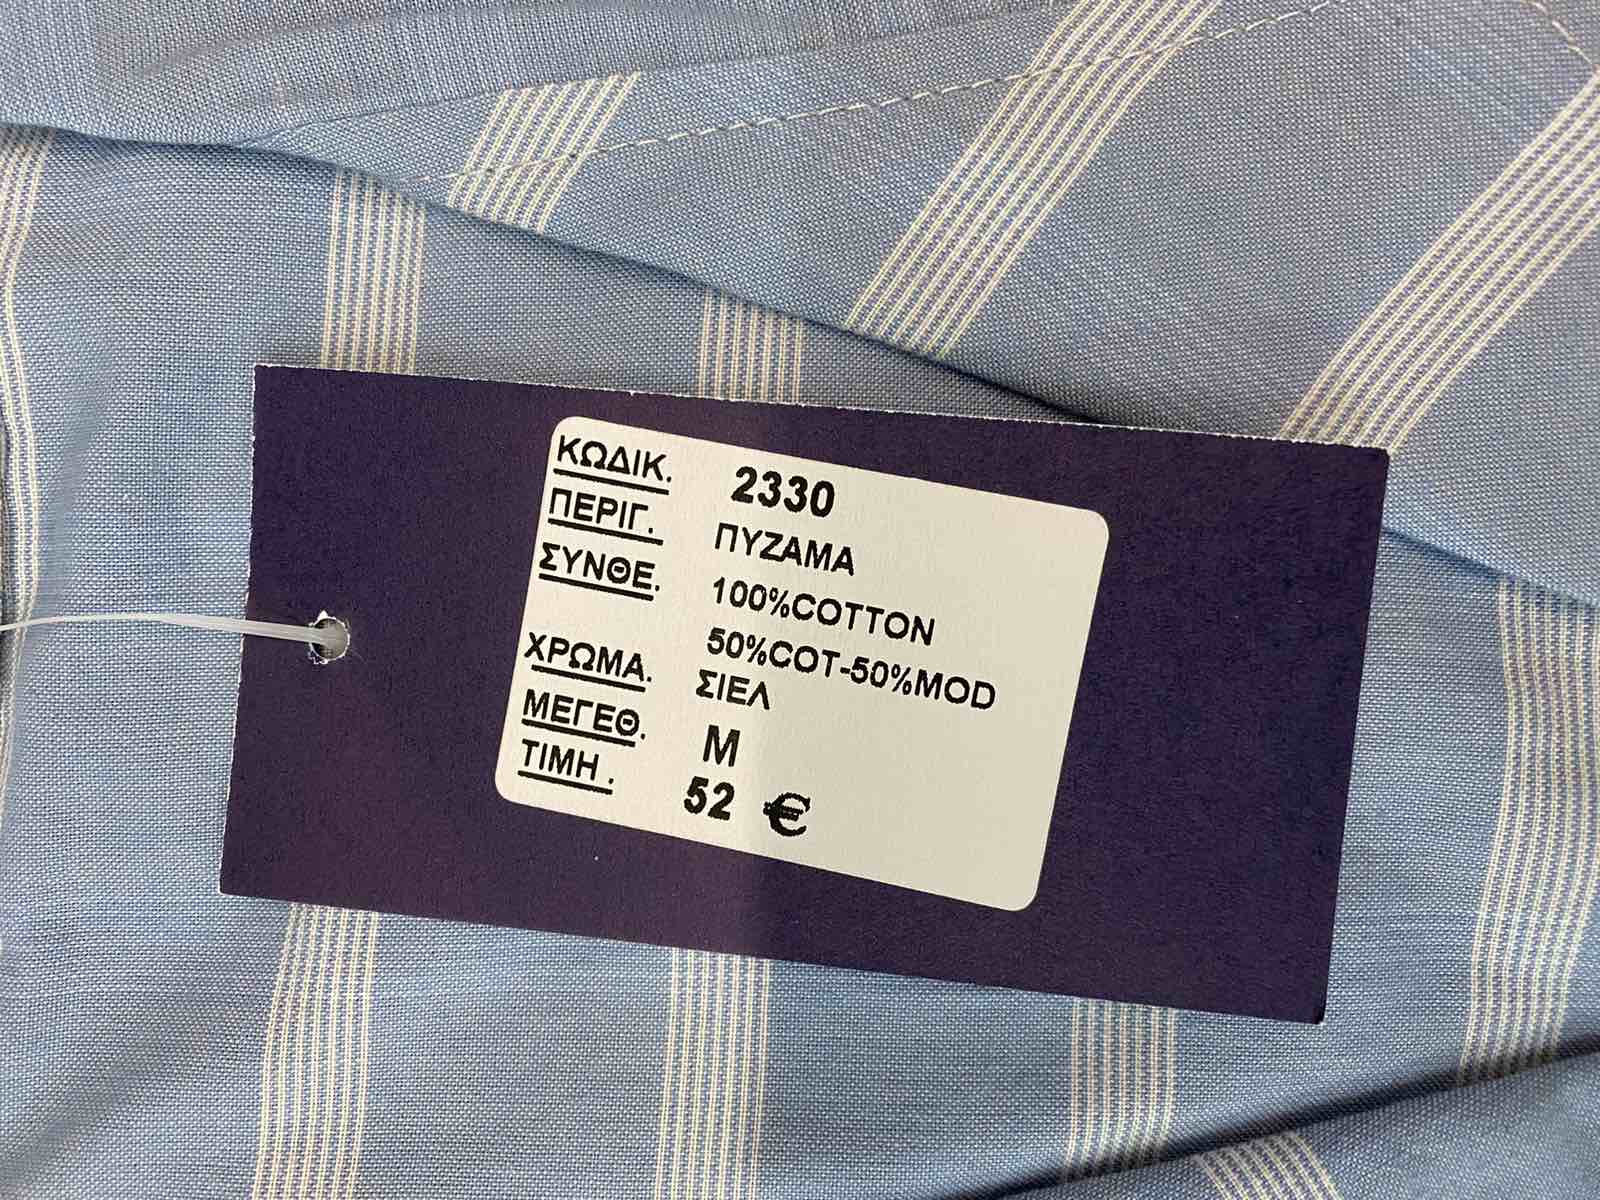 ΚΩΔΙΚ. 2330
ΠΕΡΙΓ. ΠΥΖΑΜΑ
ΣΥΝΘΕ. 100%COTTON
50%COT-50%MOD
ΧΡΩΜΑ. ΣΙΕΛ
ΜΕΓΕΘ. M
ΤΙΜΗ . 52 €